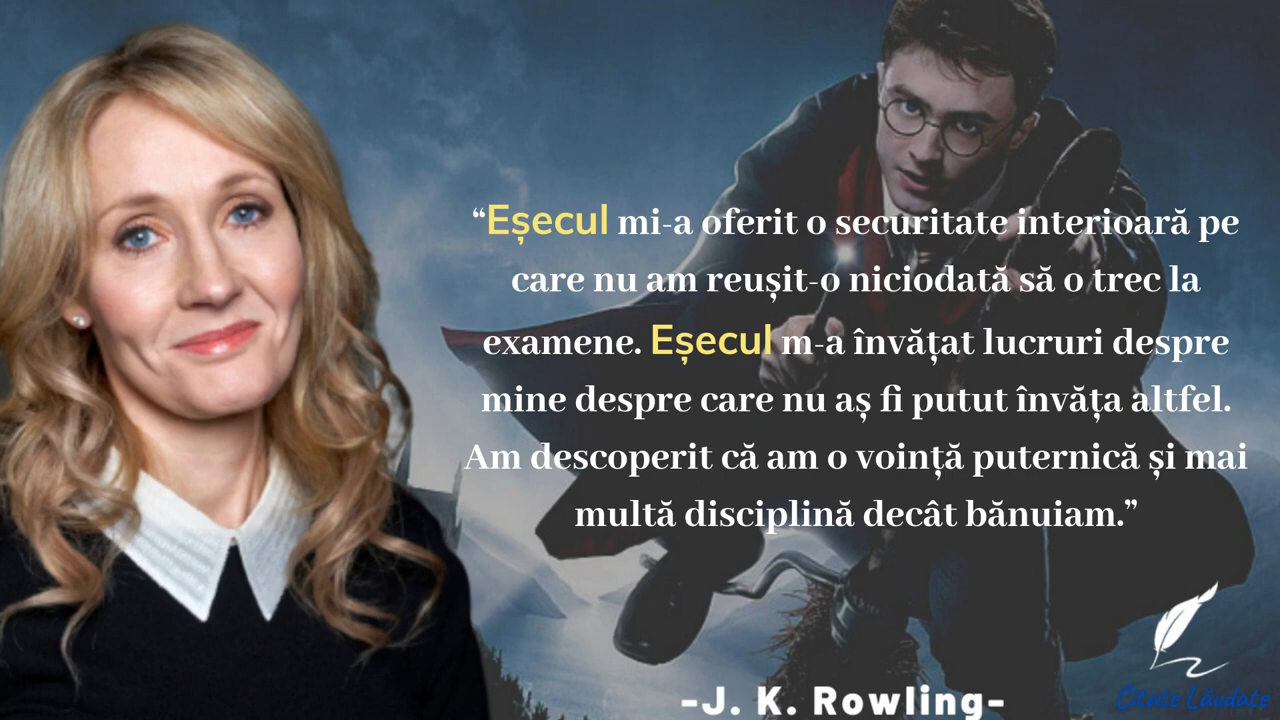 “Eșecul mi-a oferit o securitate interioară pe
care nu am reușit-o niciodată să o trec la
examene. Eșecul m-a învățat lucruri despre
mine despre care nu aș fi putut învăța altfel.
Am descoperit că am o voință puternică și mai
multă disciplină decât bănuiam.”
-J. K. Rowling-
Citate Lăudate